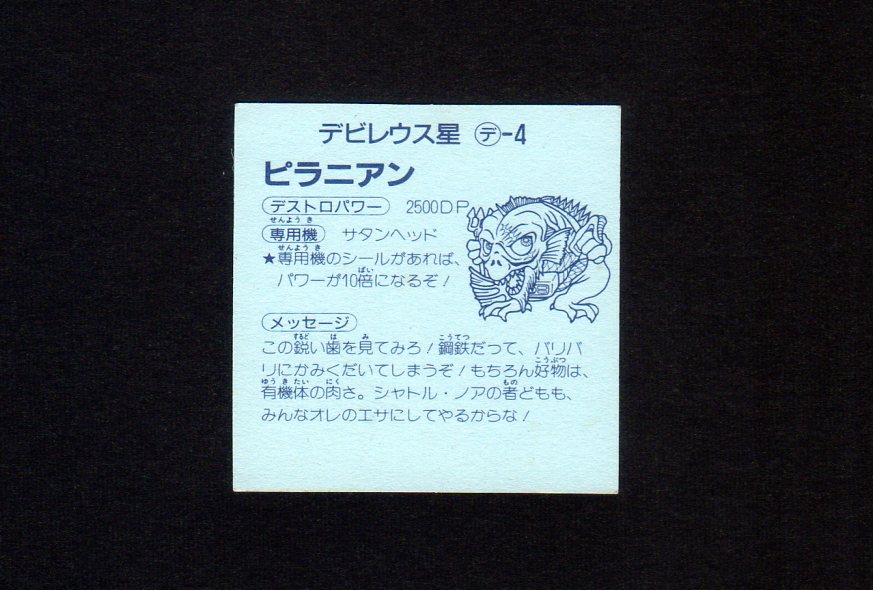 デビレウス星 ㋣-4
ピラニアン
デストロパワー 2500DP
専用機 サタンヘッド
★専用機のシールがあれば、
パワーが10倍になるぞ!
メッセージ
この鋭い歯を見てみろ!鋼鉄だって、バリバ
リにかみくだいてしまうぞ!もちろん好物は、
有機体の肉さ。シャトル・ノアの者どもも、
みんなオレのエサにしてやるからな!